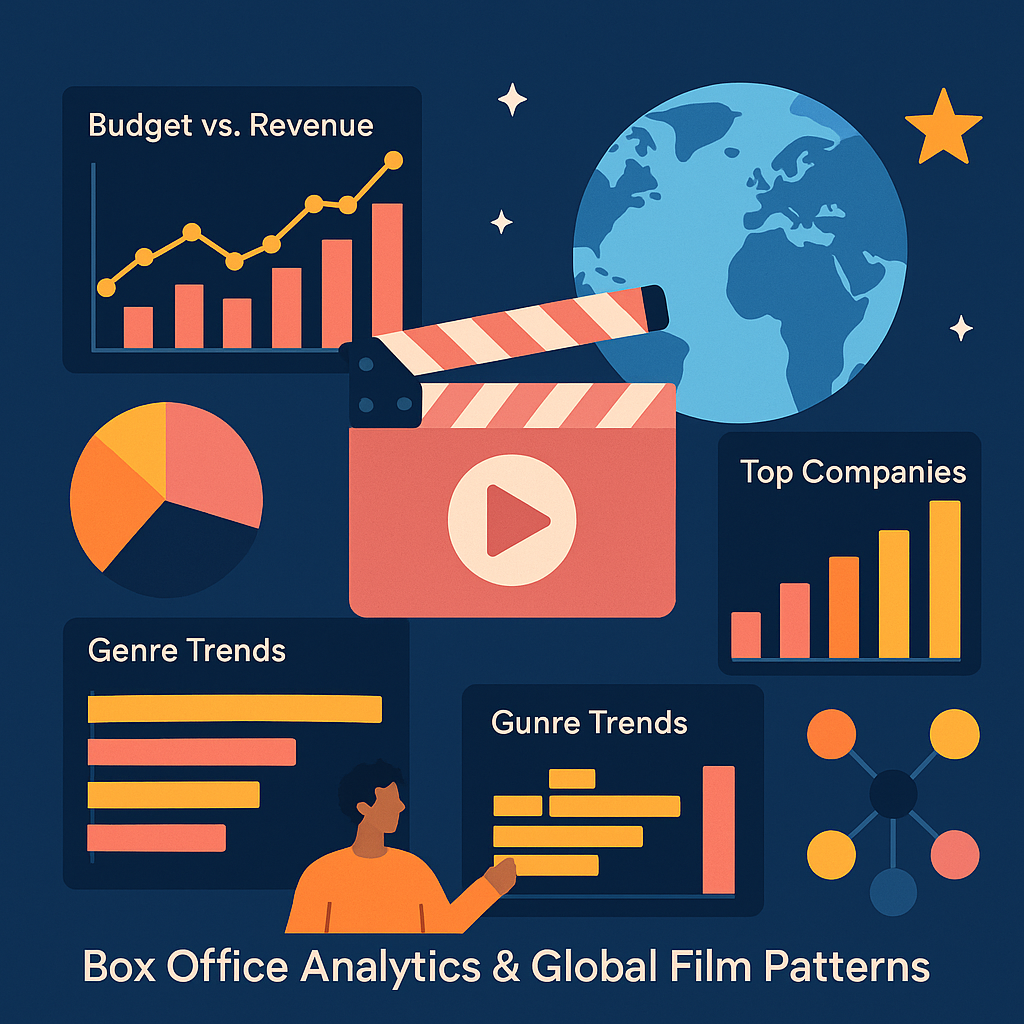 Budget vs. Revenue
Top Companies
Genre Trends
Gunre Trends
Box Office Analytics & Global Film Patterns